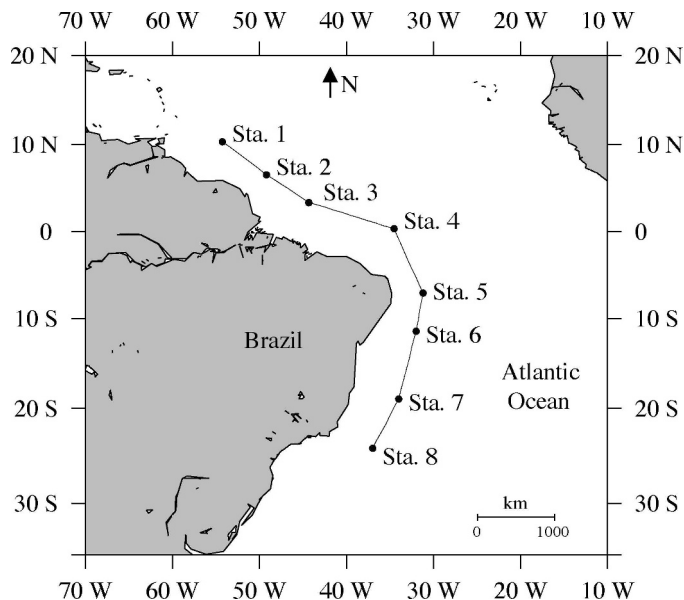 70 W 60 W 50 W 40 W 30 W 20 W 10 W
20 N 20 N
N
Sta. 1
10 N 10 N
Sta. 2
Sta. 3
Sta. 4
0 0
Sta. 5
10 S 10 S
Sta. 6
Brazil
Atlantic
Ocean
Sta. 7
20 S 20 S
Sta. 8
30 S 30 S
km
0 1000
70 W 60 W 50 W 40 W 30 W 20 W 10 W